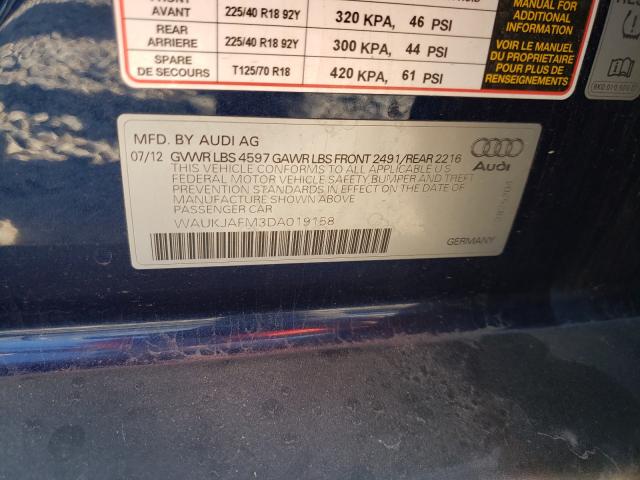 FRONT
AVANT 225/40 R18 92Y 320 KPA, 46 PSI
REAR
ARRIERE 225/40 R18 92Y 300 KPA, 44 PSI
SPARE
DE SECOURS T125/70 R18 420 KPA, 61 PSI
MANUAL FOR
ADDITIONAL
INFORMATION
VOIR LE MANUEL
DU PROPRIETAIRE
POUR PLUS DE
RENSEIGNEMENTS
MFD. BY AUDI AG
07/12 GVWR LBS 4597 GAWR LBS FRONT 2491/REAR 2216
THIS VEHICLE CONFORMS TO ALL APPLICABLE U S
FEDERAL MOTOR VEHICLE SAFETY BUMPER AND THEFT
PREVENTION STANDARDS IN EFFECT ON THE DATE OF
MANUFACTURE SHOWN ABOVE
PASSENGER CAR
WAUKJAFM3DA019158
Audi
GERMANY